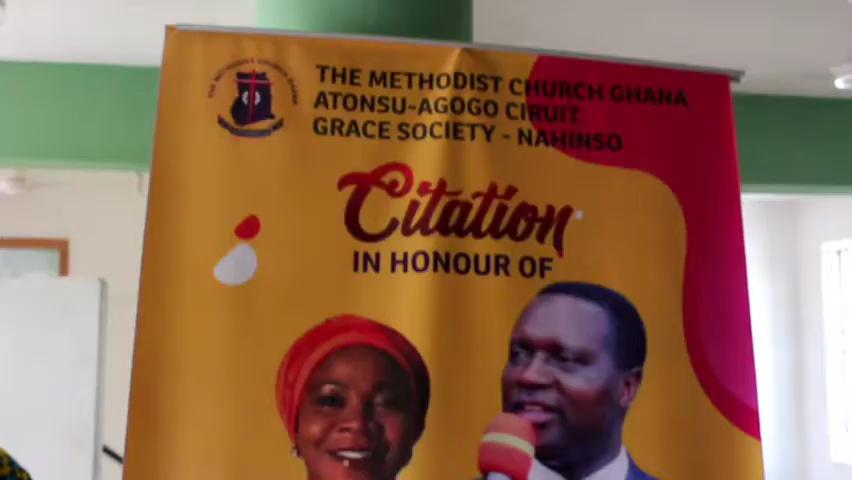 THE METHODIST CHURCH GHANA
ATONSU-AGOGO CIRUIT
GRACE SOCIETY - NAHINSO
Citation
IN HONOUR OF